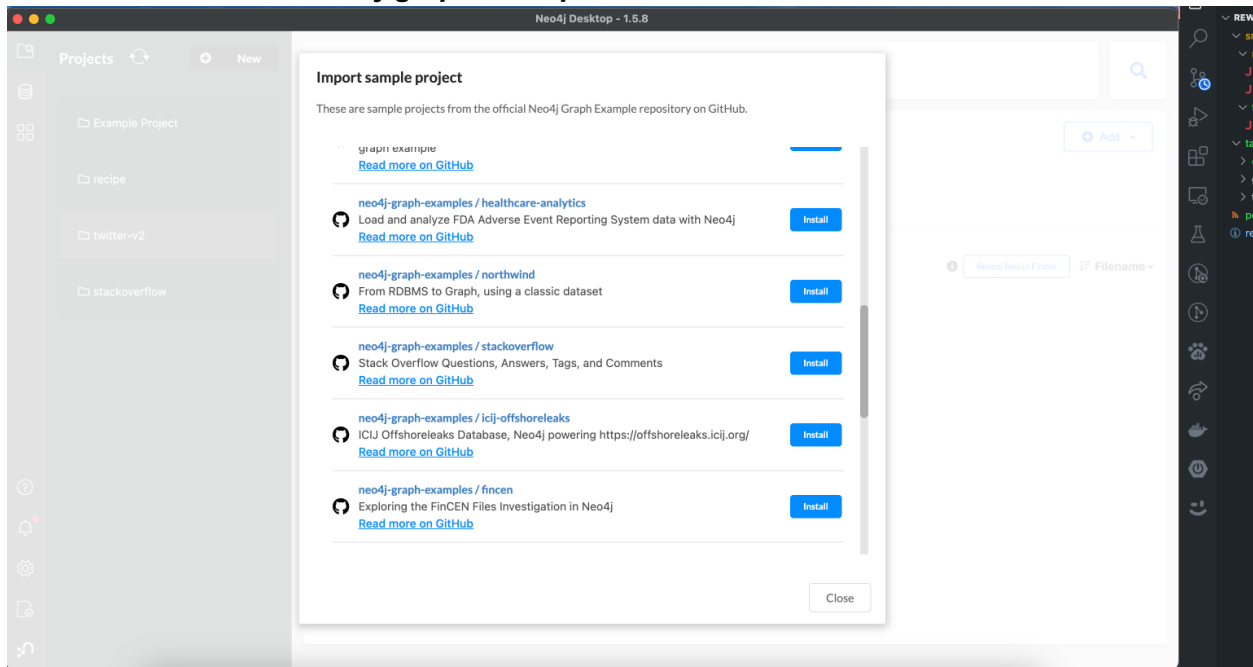 Neo4j Desktop - 1.5.8
Projects
New
Example Project
recipe
twitter-v2
stackoverflow
Import sample project
These are sample projects from the official Neo4j Graph Example repository on GitHub.
graph example
Read more on GitHub
neo4j-graph-examples / healthcare-analytics
Load and analyze FDA Adverse Event Reporting System data with Neo4j
Read more on GitHub
Install
neo4j-graph-examples / northwind
From RDBMS to Graph, using a classic dataset
Read more on GitHub
Install
neo4j-graph-examples / stackoverflow
Stack Overflow Questions, Answers, Tags, and Comments
Read more on GitHub
Install
neo4j-graph-examples / icij-offshoreleaks
ICIJ Offshoreleaks Database, Neo4j powering https://offshoreleaks.icij.org/
Read more on GitHub
Install
neo4j-graph-examples / fincen
Exploring the FinCEN Files Investigation in Neo4j
Read more on GitHub
Install
Close
Add
Reveal files in Finder
Filename
REW